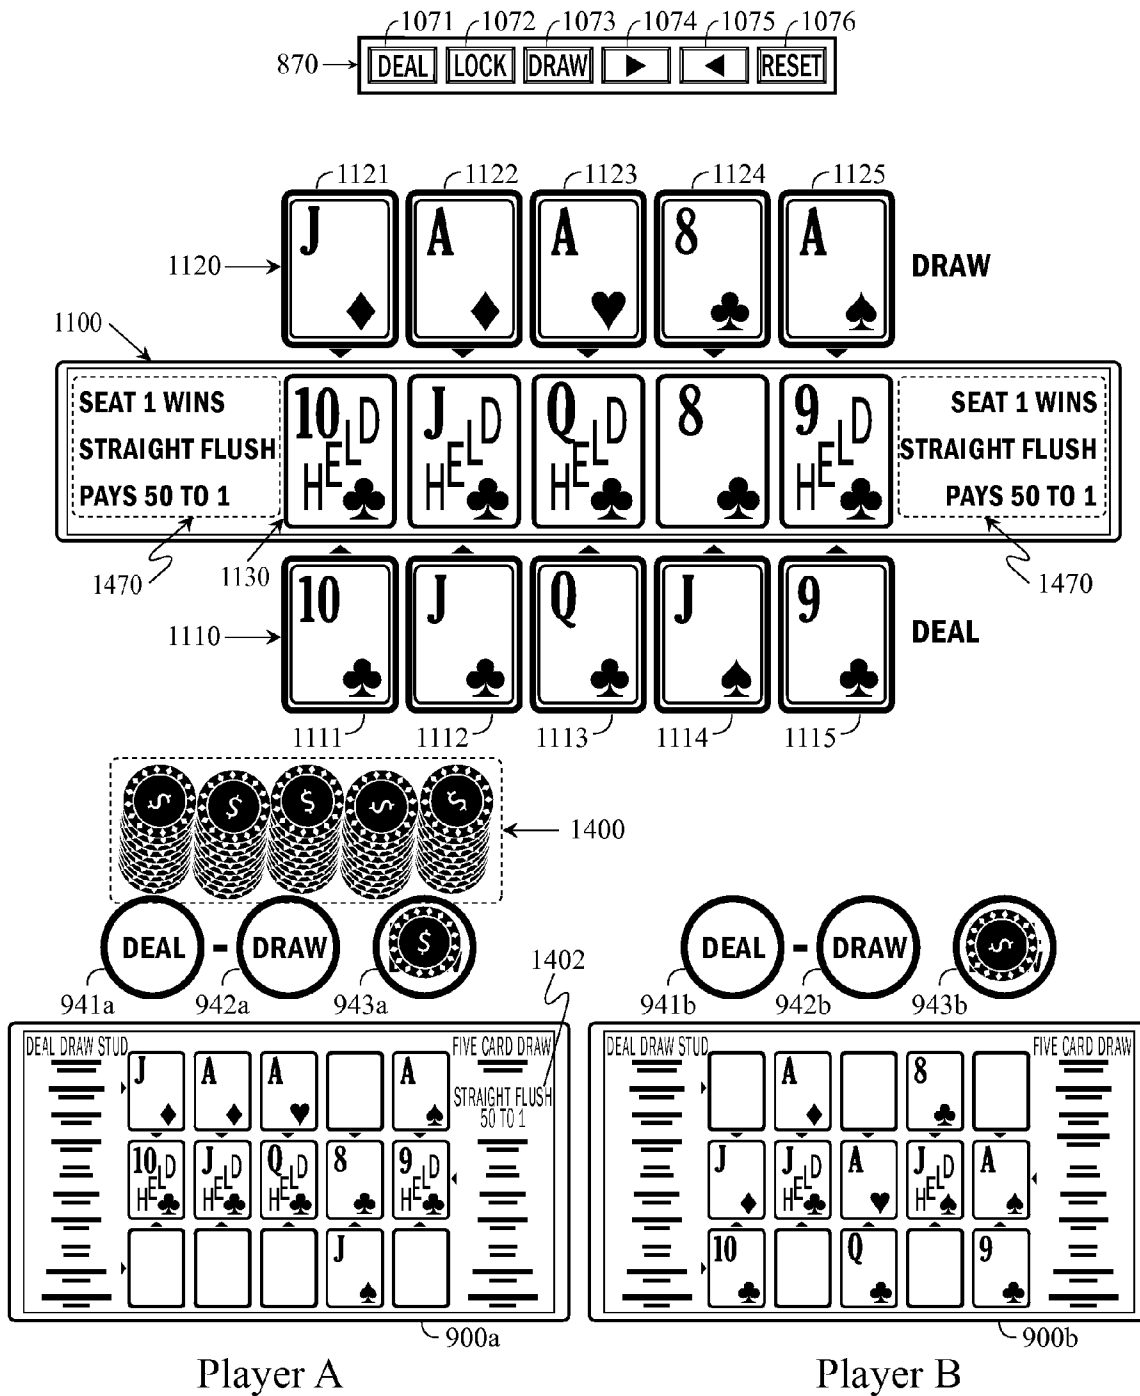 1071 1072 1073 1074 1075 1076
870 DEAL LOCK DRAW RESET
1121 1122 1123 1124 1125
J A A 8 A
1120 DRAW
1100
SEAT 1 WINS 10 J Q 8 9 SEAT 1 WINS
STRAIGHT FLUSH HELD HELD HELD HELD STRAIGHT FLUSH
PAYS 50 TO 1 PAYS 50 TO 1
1470 1130 1470
10 J Q J 9
1110 DEAL
1111 1112 1113 1114 1115
$ $ $ $ $
1400
DEAL - DRAW $ DEAL - DRAW $
1402
941a 942a 943a 941b 942b 943b
DEAL DRAW STUD FIVE CARD DRAW DEAL DRAW STUD FIVE CARD DRAW
J A A A A 8
STRAIGHT FLUSH
50 TO 1
10 J Q 8 9 J J A J A
HELD HELD HELD HELD HELD HELD
J 10 Q 9
900a 900b
Player A Player B